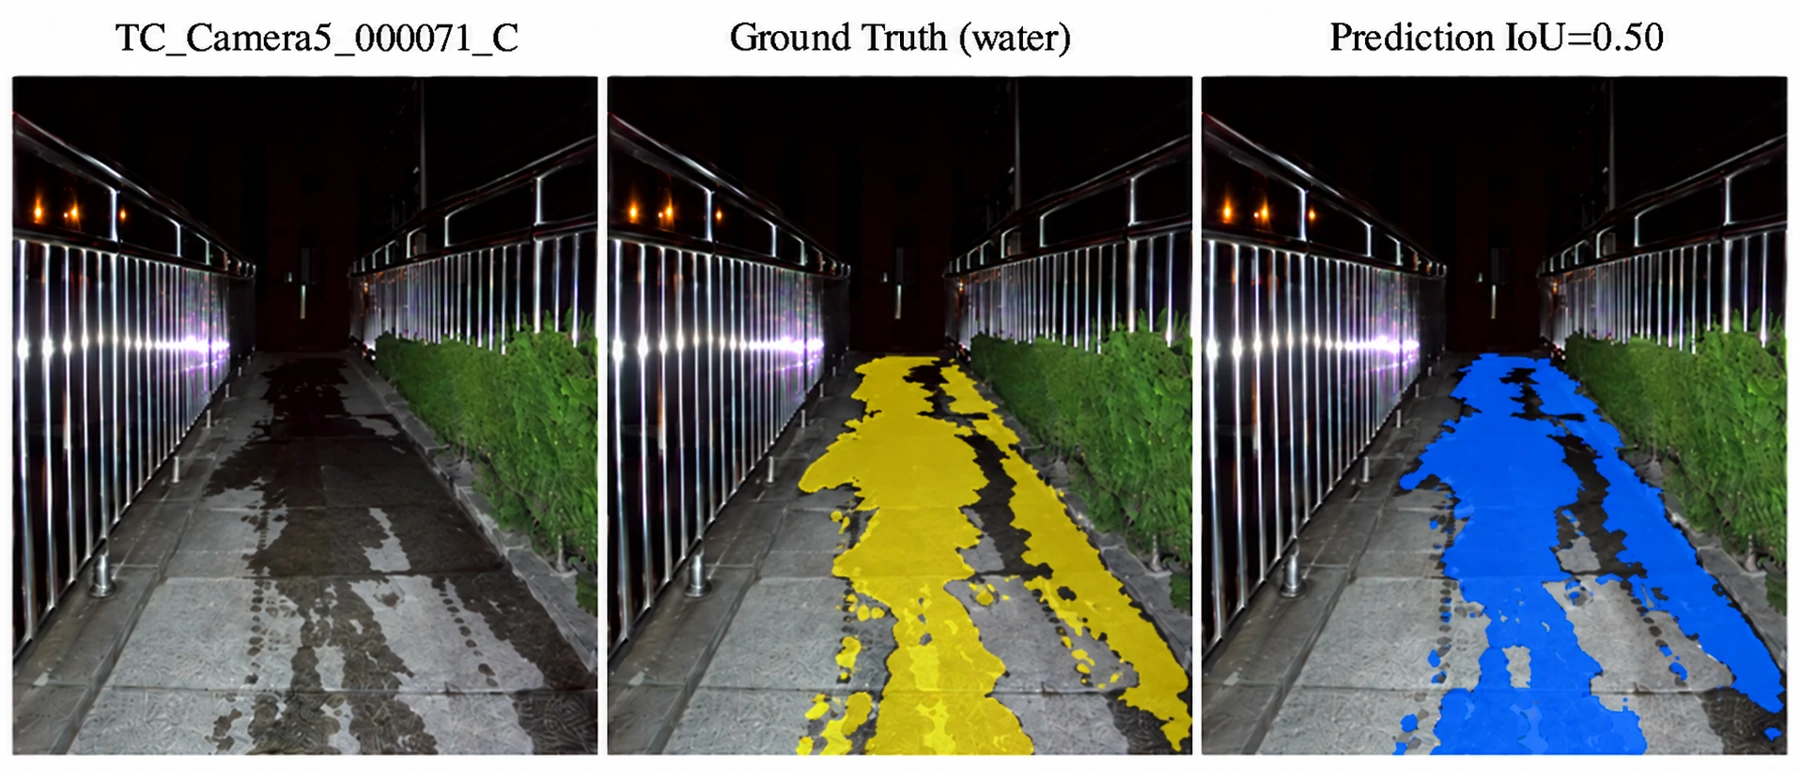 TC_Camera5_000071_C
Ground Truth (water)
Prediction IoU=0.50